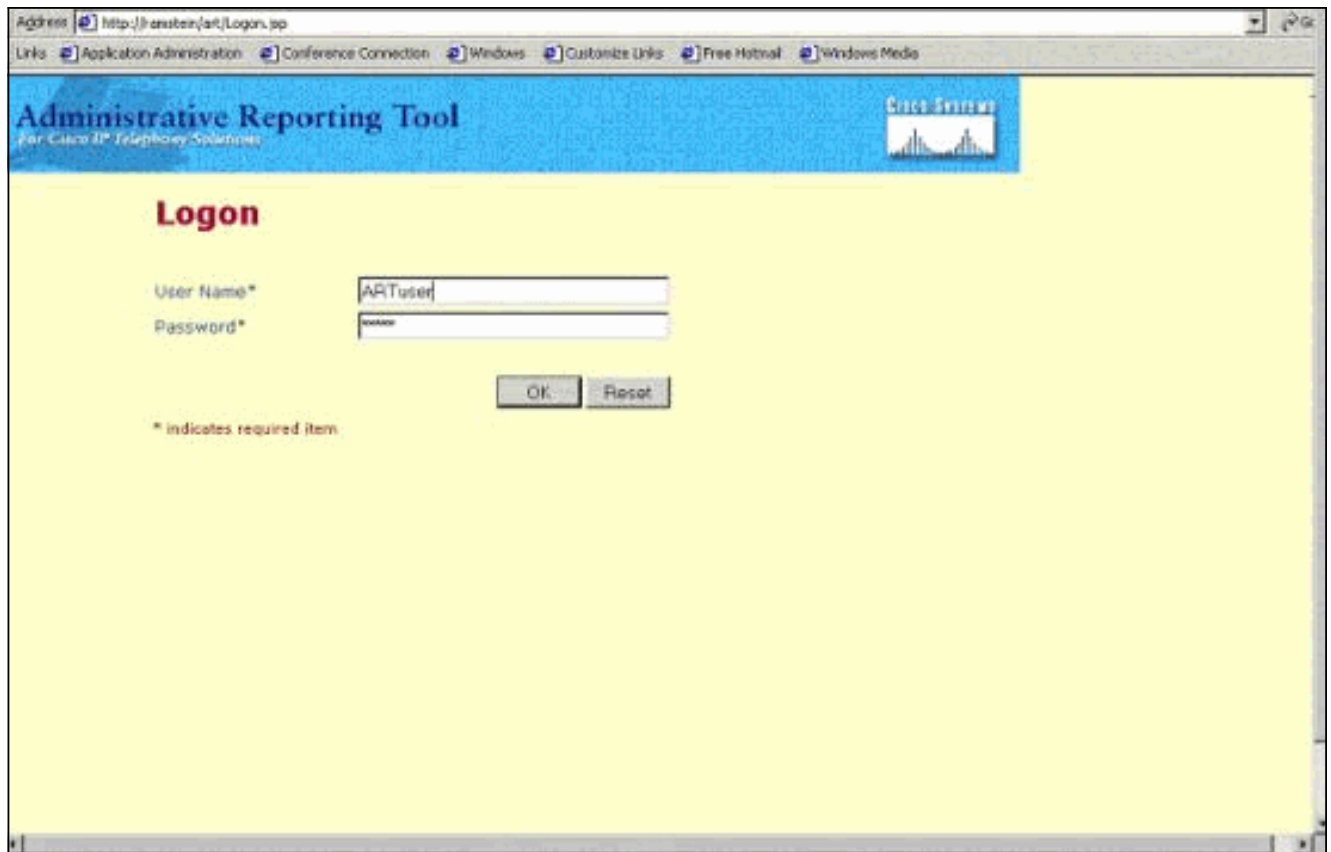 Address http://ramstein/art/Logon.jsp
Links Application Administration Conference Connection Windows Customize Links Free Hotmail Windows Media
Administrative Reporting Tool
For Cisco IP Telephony Solutions
CISCO SYSTEMS
Logon
User Name* ARTuser
Password*
OK Reset
* indicates required item